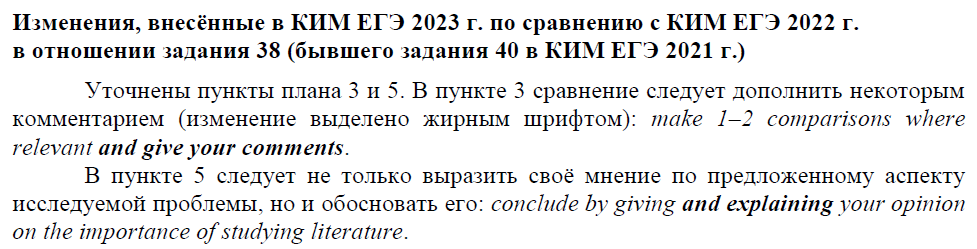 Изменения, внесённые в КИМ ЕГЭ 2023 г. по сравнению с КИМ ЕГЭ 2022 г.
в отношении задания 38 (бывшего задания 40 в КИМ ЕГЭ 2021 г.)
Уточнены пункты плана 3 и 5. В пункте 3 сравнение следует дополнить некоторым
комментарием (изменение выделено жирным шрифтом): make 1–2 comparisons where
relevant and give your comments.
В пункте 5 следует не только выразить своё мнение по предложенному аспекту
исследуемой проблемы, но и обосновать его: conclude by giving and explaining your opinion
on the importance of studying literature.